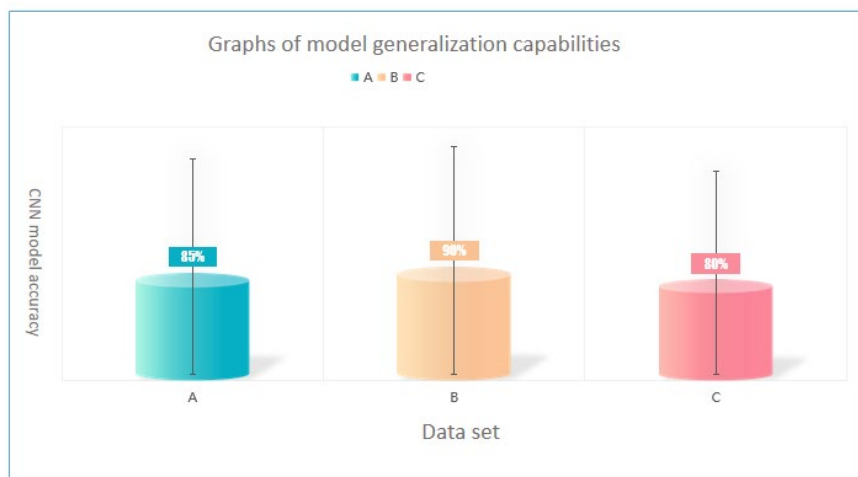 Graphs of model generalization capabilities
A B C
CNN model accuracy
85%
90%
80%
A
B
C
Data set